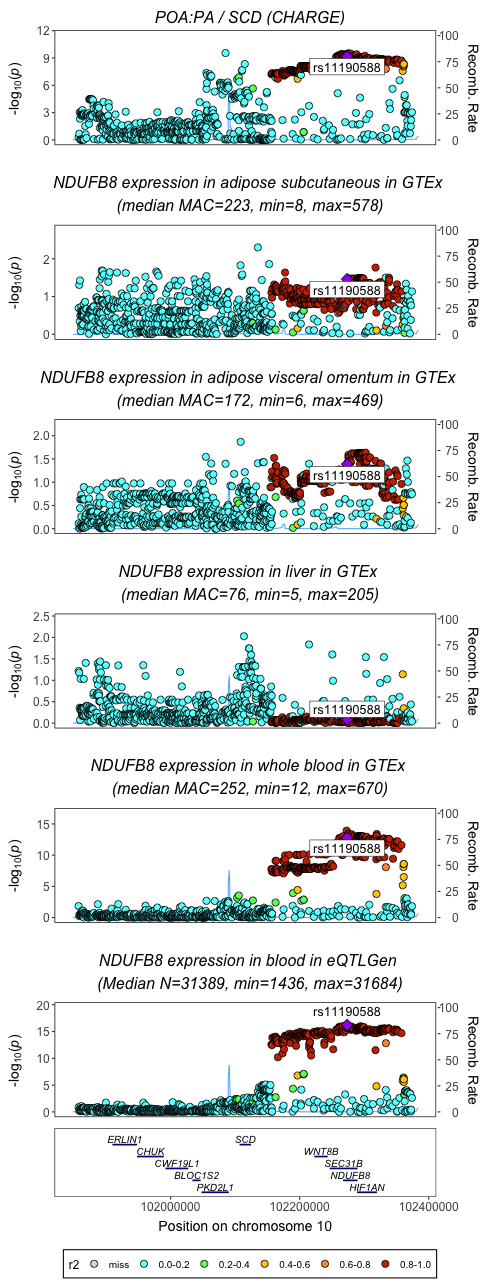 POA:PA / SCD (CHARGE)
12
9
6
3
0
-log10(p)
100
75
50
25
0
Recomb. Rate
rs11190588
NDUFB8 expression in adipose subcutaneous in GTEx
(median MAC=223, min=8, max=578)
2
1
0
-log10(p)
100
75
50
25
0
Recomb. Rate
rs11190588
NDUFB8 expression in adipose visceral omentum in GTEx
(median MAC=172, min=6, max=469)
2.0
1.5
1.0
0.5
0.0
-log10(p)
100
75
50
25
0
Recomb. Rate
rs11190588
NDUFB8 expression in liver in GTEx
(median MAC=76, min=5, max=205)
2.5
2.0
1.5
1.0
0.5
0.0
-log10(p)
100
75
50
25
0
Recomb. Rate
rs11190588
NDUFB8 expression in whole blood in GTEx
(median MAC=252, min=12, max=670)
15
10
5
0
-log10(p)
100
75
50
25
0
Recomb. Rate
rs11190588
NDUFB8 expression in blood in eQTLGen
(Median N=31389, min=1436, max=31684)
20
15
10
5
0
-log10(p)
100
75
50
25
0
Recomb. Rate
rs11190588
ERLIN1 SCD
CHUK WNT8B
CWF19L1 SEC31B
BLOC1S2 NDUFB8
PKD2L1 HIF1AN
102000000 102200000 102400000
Position on chromosome 10
r2 miss 0.0-0.2 0.2-0.4 0.4-0.6 0.6-0.8 0.8-1.0